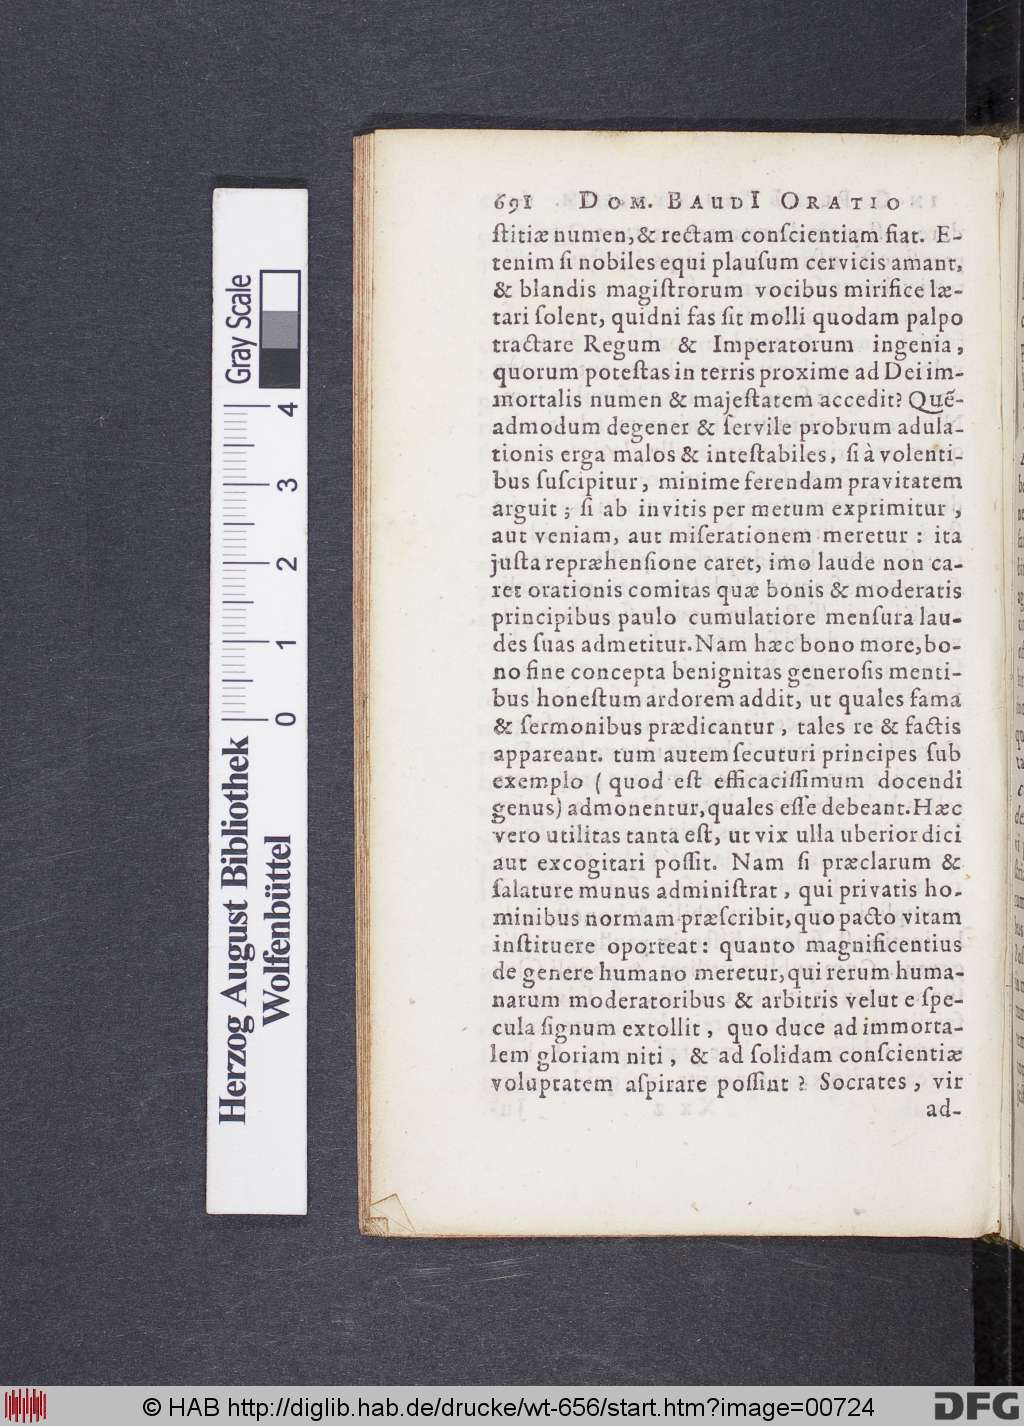 691 DOM. BAUDI ORATIO
ſtitiæ numen, & rectam conſcientiam fiat. E-
tenim ſi nobiles equi plauſum cervicis amant,
& blandis magiſtrorum vocibus mirifice læ-
tari ſolent, quidni fas ſit molli quodam palpo
tractare Regum & Imperatorum ingenia,
quorum poteſtas in terris proxime ad Dei im-
mortalis numen & majeſtatem accedit? Quẽ-
admodum degener & ſervile probrum adula-
tionis erga malos & inteſtabiles, ſi à volenti-
bus ſuſcipitur, minime ferendam pravitatem
arguit; ſi ab invitis per metum exprimitur,
aut veniam, aut miſerationem meretur: ita
juſta repræhenſione caret, imo laude non ca-
ret orationis comitas quæ bonis & moderatis
principibus paulo cumulatiore menſura lau-
des ſuas admetitur. Nam hæc bono more, bo-
no fine concepta benignitas generoſis menti-
bus honeſtum ardorem addit, ut quales fama
& ſermonibus prædicantur, tales re & factis
appareant. tum autem ſecuturi principes ſub
exemplo (quod eſt efficaciſſimum docendi
genus) admonentur, quales eſſe debeant. Hæc
vero utilitas tanta eſt, ut vix ulla uberior dici
aut excogitari poſſit. Nam ſi præclarum &
ſalature munus adminiſtrat, qui privatis ho-
minibus normam præſcribit, quo pacto vitam
inſtituere oporteat: quanto magnificentius
de genere humano meretur, qui rerum huma-
narum moderatoribus & arbitris velut e ſpe-
cula ſignum extollit, quo duce ad immorta-
lem gloriam niti, & ad ſolidam conſcientiæ
voluptatem aſpirare poſſint? Socrates, vir
ad-
Gray Scale
0 1 2 3 4
Herzog August Bibliothek
Wolfenbüttel
© HAB http://diglib.hab.de/drucke/wt-656/start.htm?image=00724
DFG